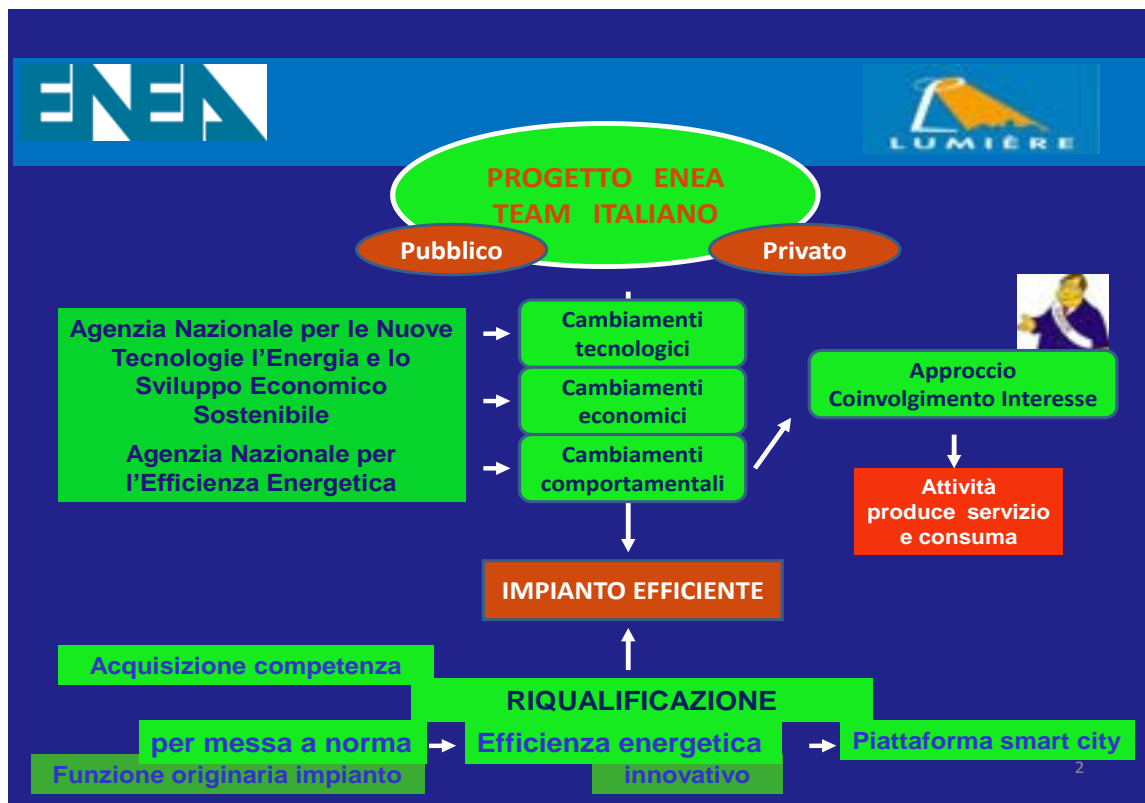 ENEA
LUMIÈRE
PROGETTO ENEA
TEAM ITALIANO
Pubblico
Privato
Agenzia Nazionale per le Nuove
Tecnologie l’Energia e lo
Sviluppo Economico
Sostenibile
Agenzia Nazionale per
l’Efficienza Energetica
Cambiamenti
tecnologici
Cambiamenti
economici
Cambiamenti
comportamentali
Approccio
Coinvolgimento Interesse
Attività
produce servizio
e consuma
IMPIANTO EFFICIENTE
Acquisizione competenza
RIQUALIFICAZIONE
per messa a norma
Efficienza energetica
Piattaforma smart city
Funzione originaria impianto
innovativo
2